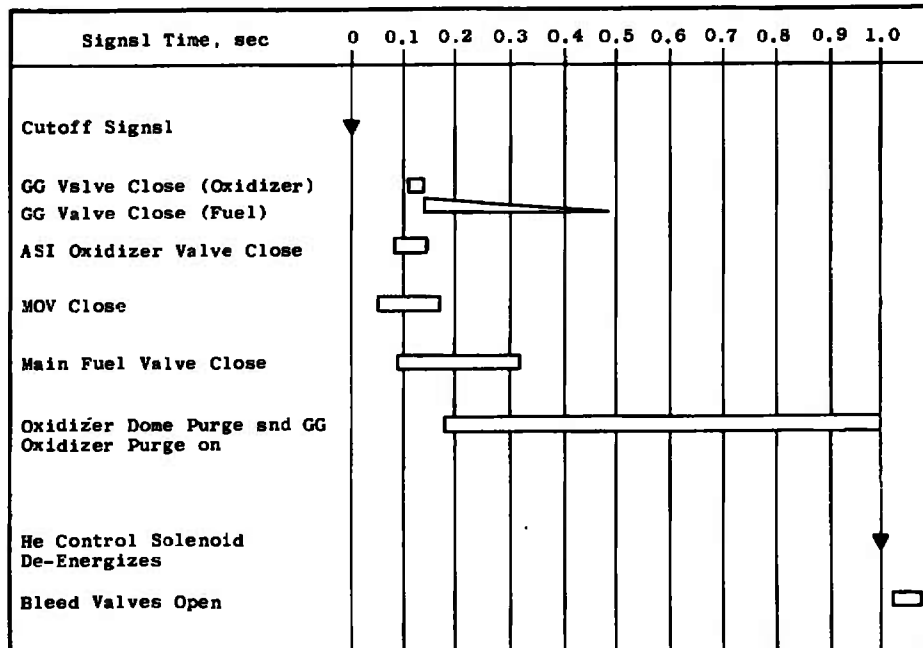 Signsl Time, sec 0 0.1 0.2 0.3 0.4 0.5 0.6 0.7 0.8 0.9 1.0
Cutoff Signsl
GG Vslve Close (Oxidizer)
GG Valve Close (Fuel)
ASI Oxidizer Valve Close
MOV Close
Main Fuel Valve Close
Oxidizer Dome Purge snd GG
Oxidizer Purge on
He Control Solenoid
De-Energizes
Bleed Valves Open